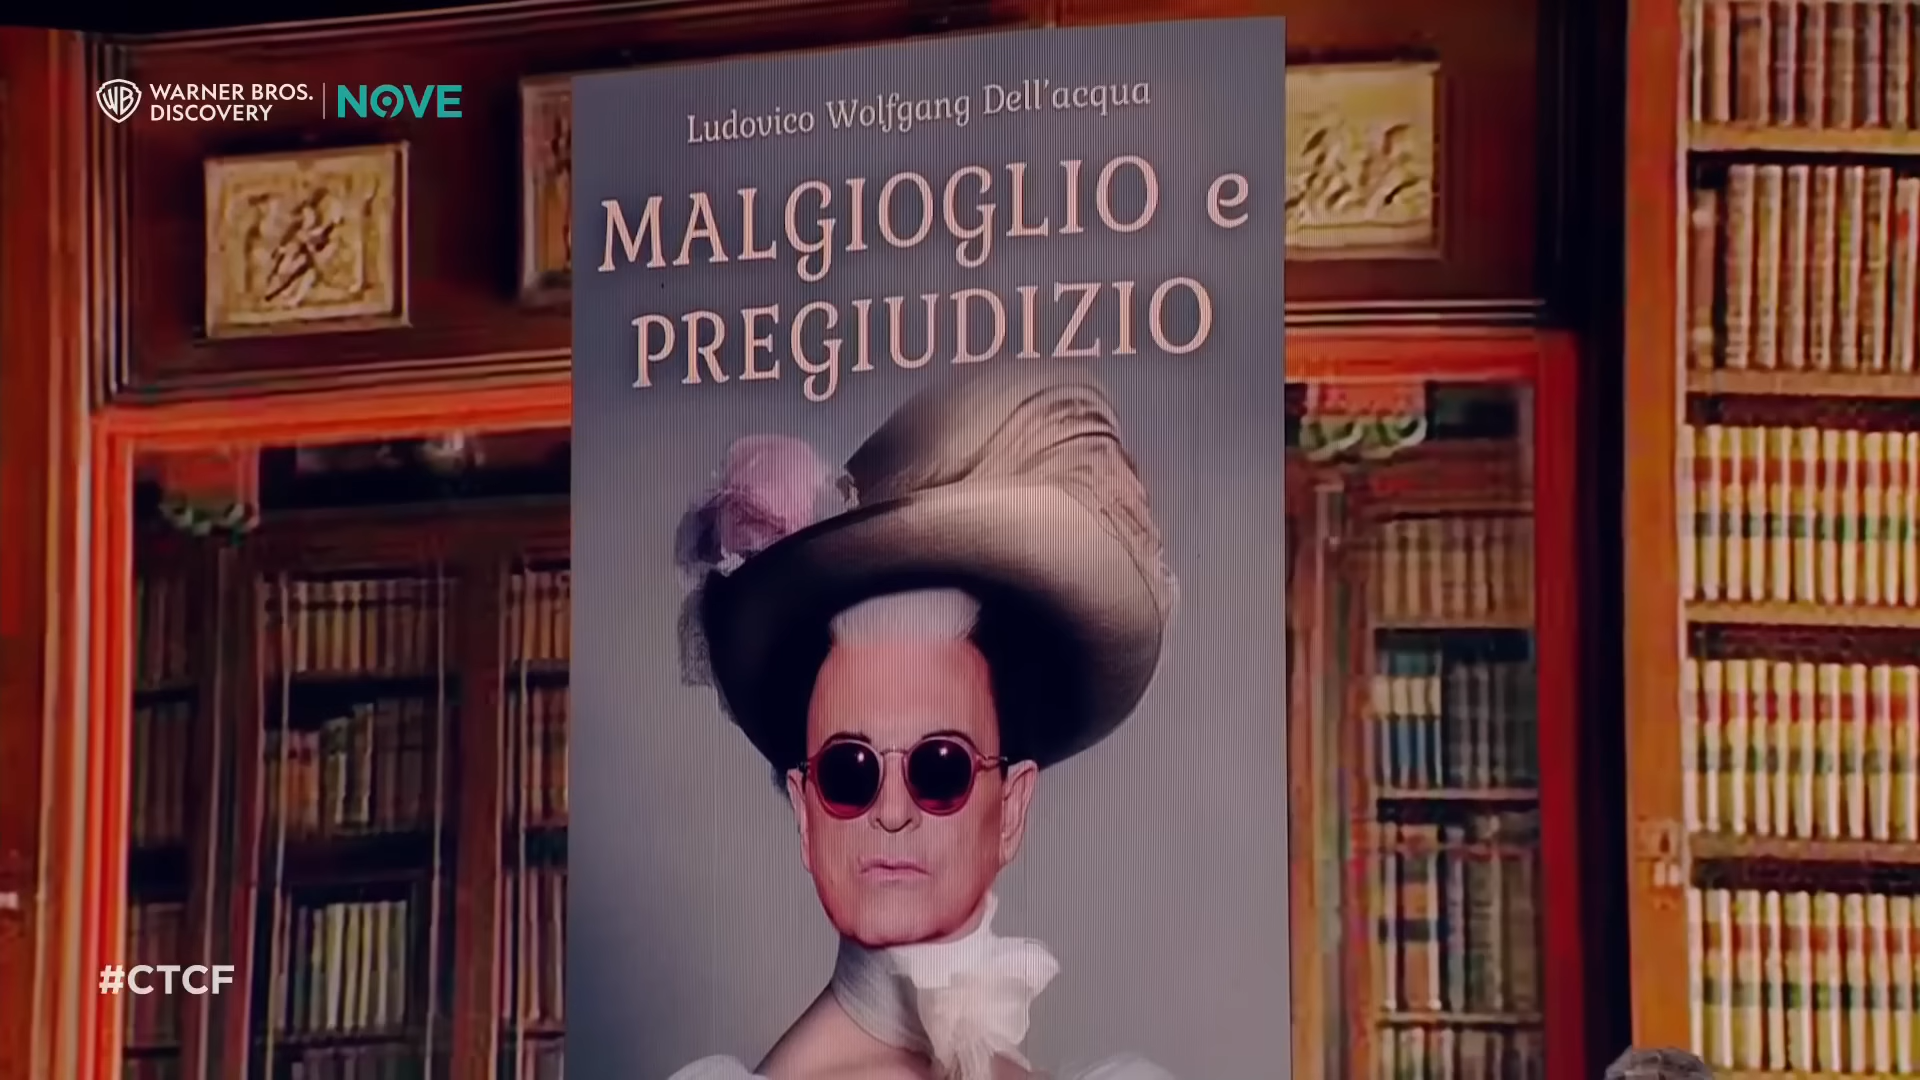 WARNER BROS.
DISCOVERY
NOVE
Ludovico Wolfgang Dell'acqua
MALGIOGLIO e
PREGIUDIZIO
#CTCF